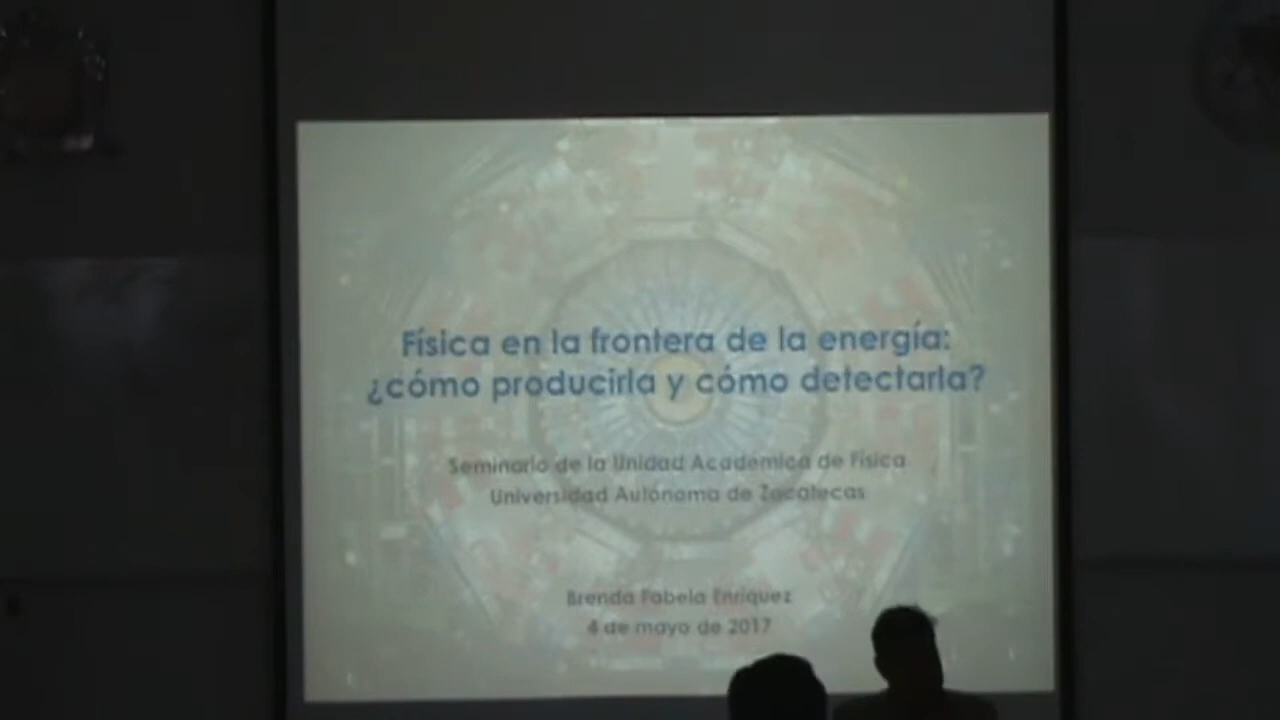 Física en la frontera de la energía:
¿cómo producirla y cómo detectarla?
Seminario de la Unidad Académica de Física
Universidad Autónoma de Zacatecas
Brenda Fabela Enríquez
4 de mayo de 2017